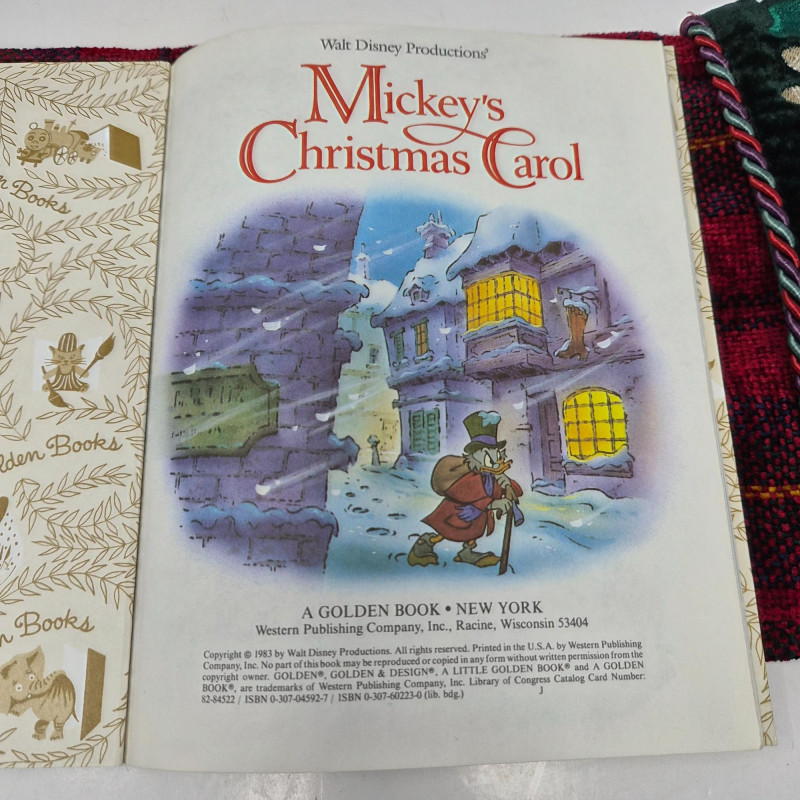 Walt Disney Productions'
Mickey's
Christmas Carol
A GOLDEN BOOK • NEW YORK
Western Publishing Company, Inc., Racine, Wisconsin 53404
Copyright © 1983 by Walt Disney Productions. All rights reserved. Printed in the U.S.A. by Western Publishing
Company, Inc. No part of this book may be reproduced or copied in any form without written permission from the
copyright owner. GOLDEN®, GOLDEN & DESIGN®, A LITTLE GOLDEN BOOK® and A GOLDEN
BOOK®, are trademarks of Western Publishing Company, Inc. Library of Congress Catalog Card Number:
82-84522 / ISBN 0-307-04592-7 / ISBN 0-307-60223-0 (lib. bdg.)
J
Books
Books
Books